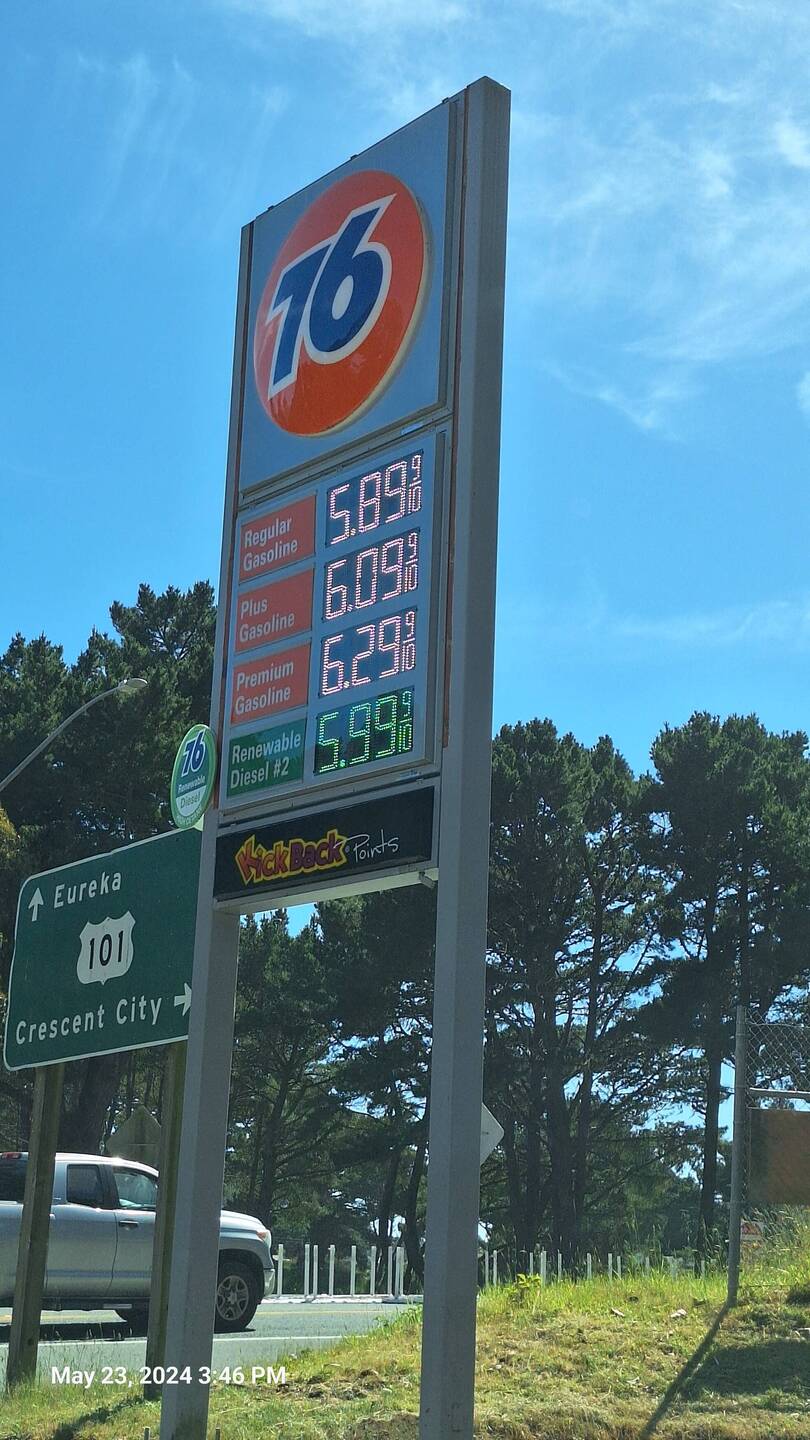 76
Regular
Gasoline
5.89 9/10
Plus
Gasoline
6.09 9/10
Premium
Gasoline
6.29 9/10
Renewable
Diesel #2
5.99 9/10
76
Renewable
Diesel
KickBack Points
Eureka
101
Crescent City
May 23, 2024 3:46 PM